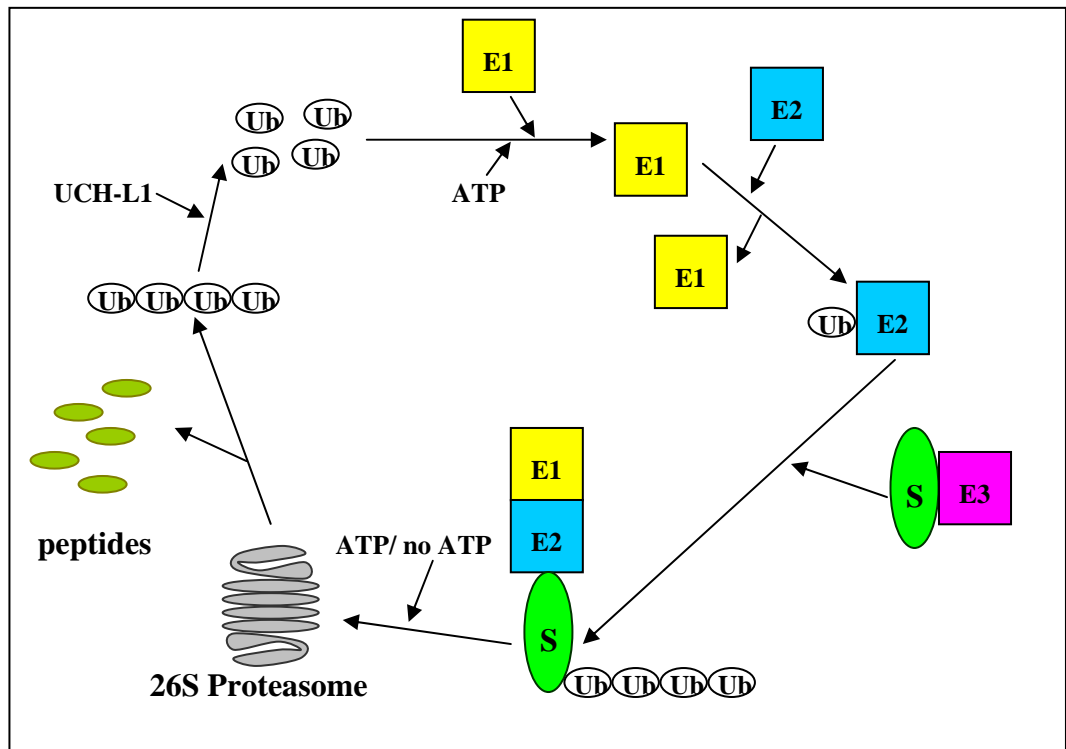 E1
Ub
Ub
Ub
Ub
E2
E1
UCH-L1
ATP
E1
Ub Ub Ub Ub
Ub
E2
E1
S
E3
peptides
ATP/ no ATP
E2
S
26S Proteasome
Ub Ub Ub Ub